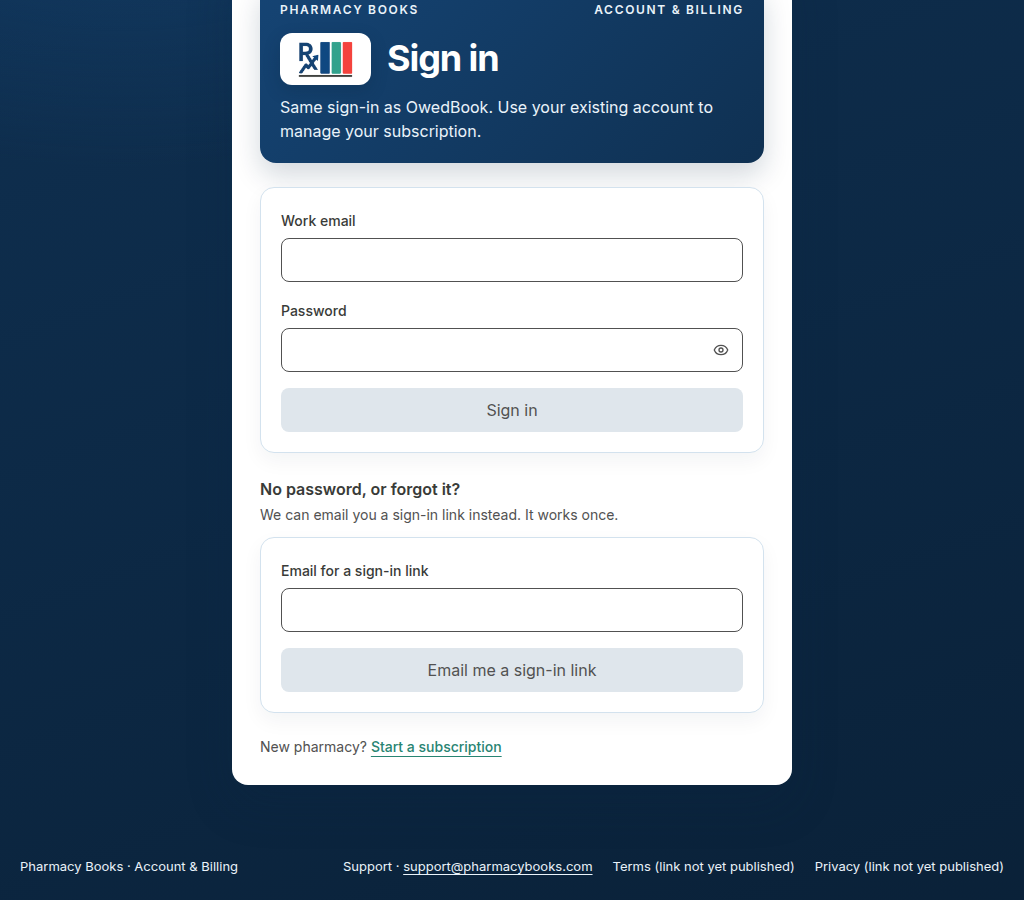 PHARMACY BOOKS
ACCOUNT & BILLING
Sign in
Same sign-in as OwedBook. Use your existing account to
manage your subscription.
Work email
Password
Sign in
No password, or forgot it?
We can email you a sign-in link instead. It works once.
Email for a sign-in link
Email me a sign-in link
New pharmacy? Start a subscription
Pharmacy Books · Account & Billing
Support · support@pharmacybooks.com
Terms (link not yet published)
Privacy (link not yet published)